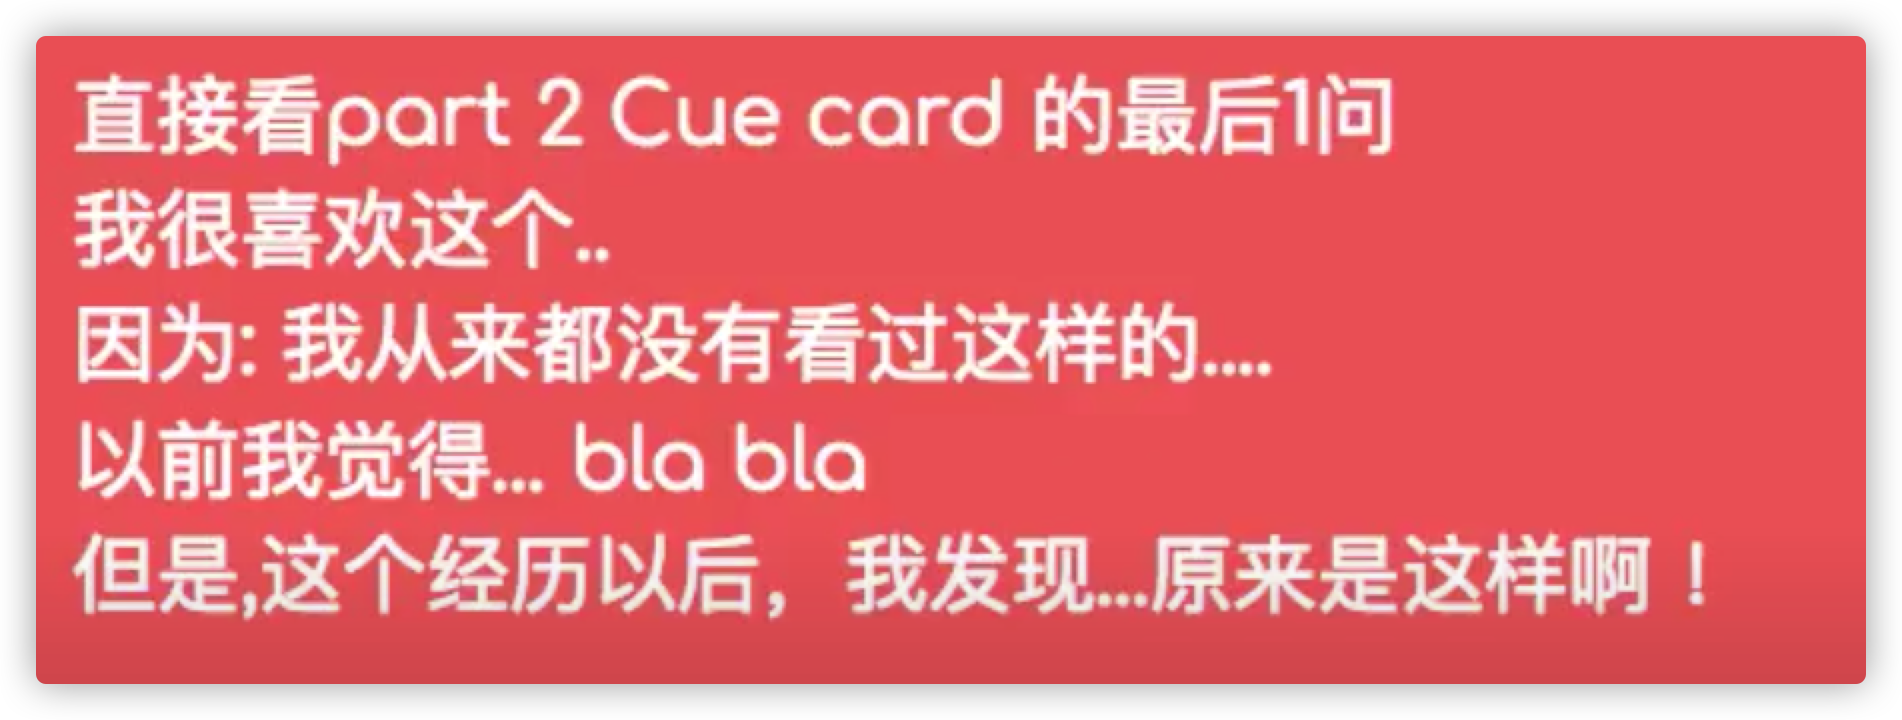 直接看part 2 Cue card 的最后1问
我很喜欢这个..
因为: 我从来都没有看过这样的....
以前我觉得... bla bla
但是,这个经历以后，我发现...原来是这样啊！